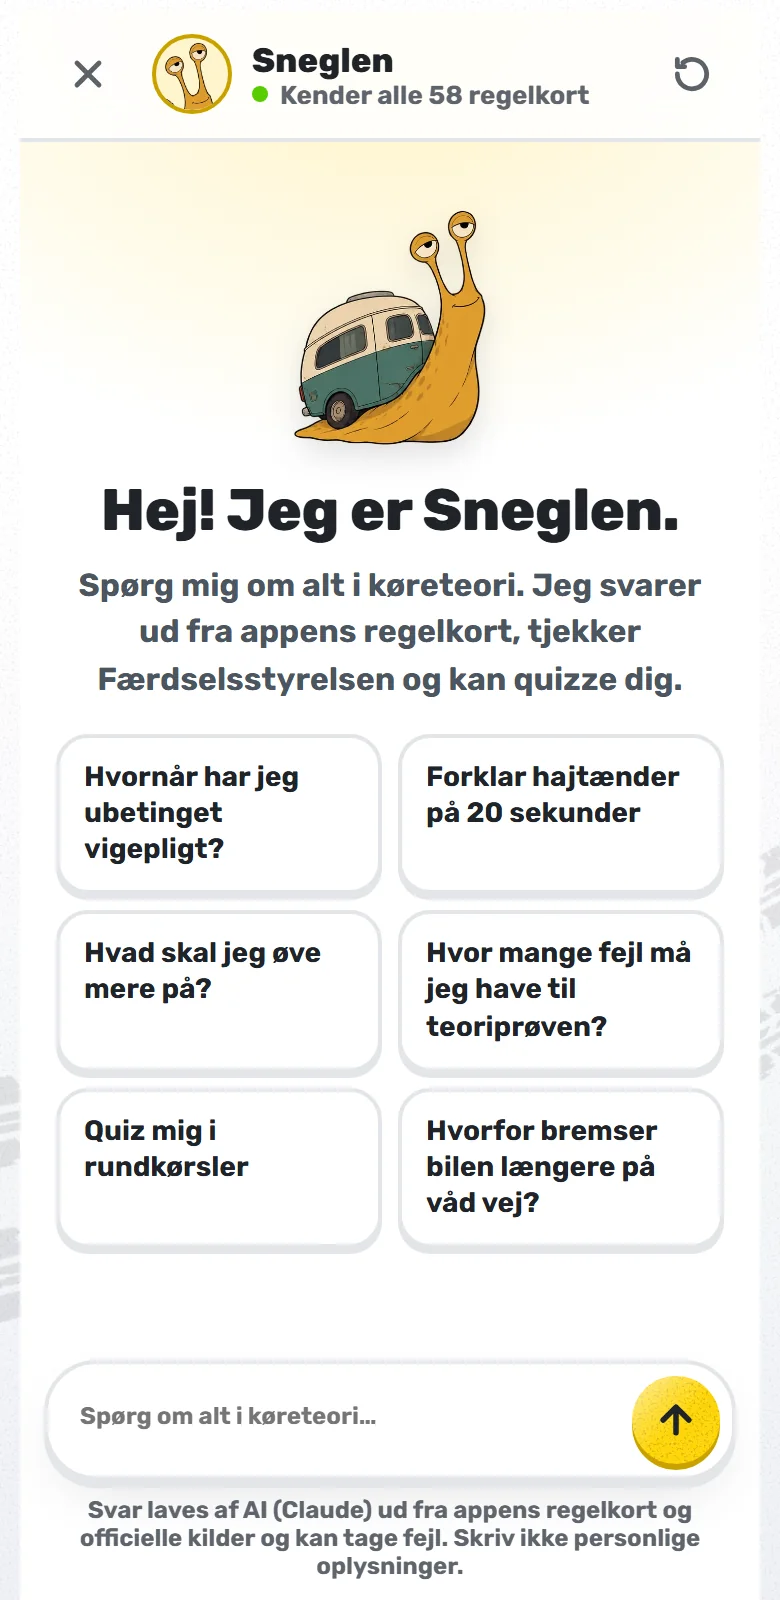 Sneglen
Kender alle 58 regelkort
Hej! Jeg er Sneglen.
Spørg mig om alt i køreteori. Jeg svarer
ud fra appens regelkort, tjekker
Færdselsstyrelsen og kan quizze dig.
Hvornår har jeg
ubetinget
vigepligt?
Forklar hajtænder
på 20 sekunder
Hvad skal jeg øve
mere på?
Hvor mange fejl må
jeg have til
teoriprøven?
Quiz mig i
rundkørsler
Hvorfor bremser
bilen længere på
våd vej?
Spørg om alt i køreteori...
Svar laves af AI (Claude) ud fra appens regelkort og
officielle kilder og kan tage fejl. Skriv ikke personlige
oplysninger.